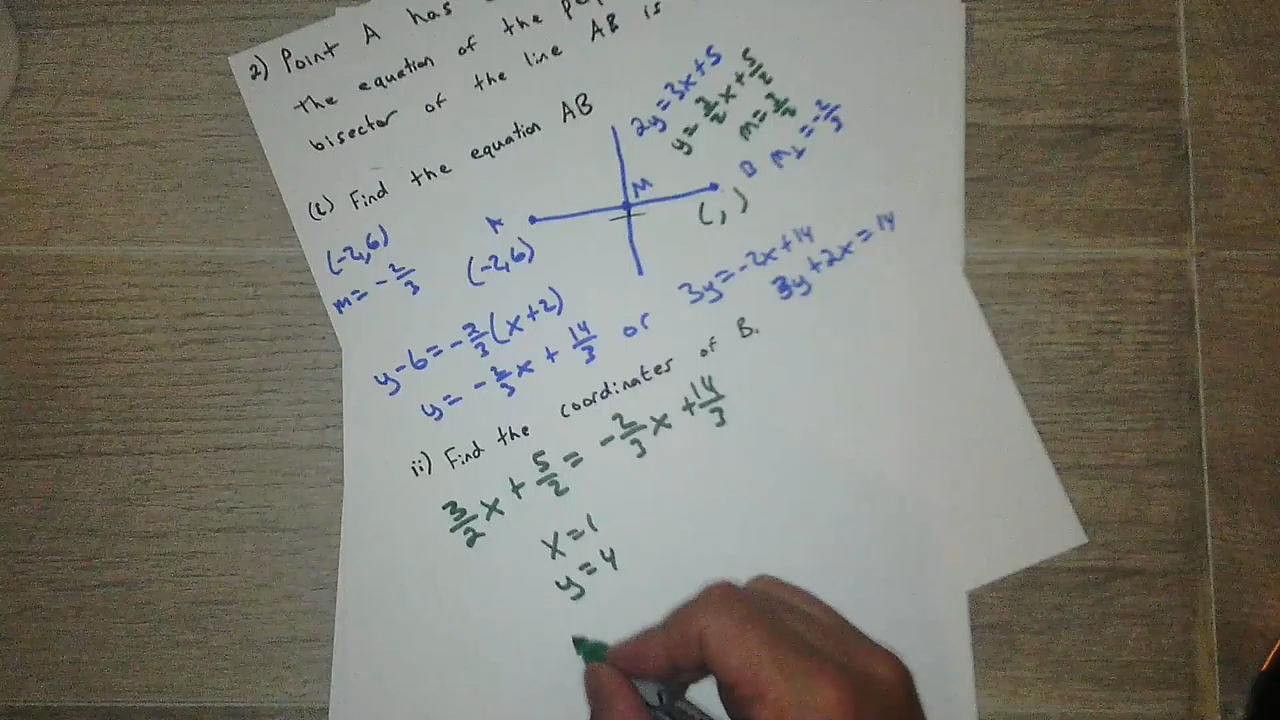 2) Point A has
the equation of the
bisector of the line AB is
2y = 3x + 5
y = 3/2 x + 5/2
m = 3/2
m⊥ = -2/3
(i) Find the equation AB
A
M
B
(-2,6)
( , )
(-2,6)
m = -2/3
y - 6 = -2/3 (x + 2)
y = -2/3 x + 14/3 or 3y = -2x + 14
3y + 2x = 14
ii) Find the coordinates of B.
3/2 x + 5/2 = -2/3 x + 14/3
x = 1
y = 4